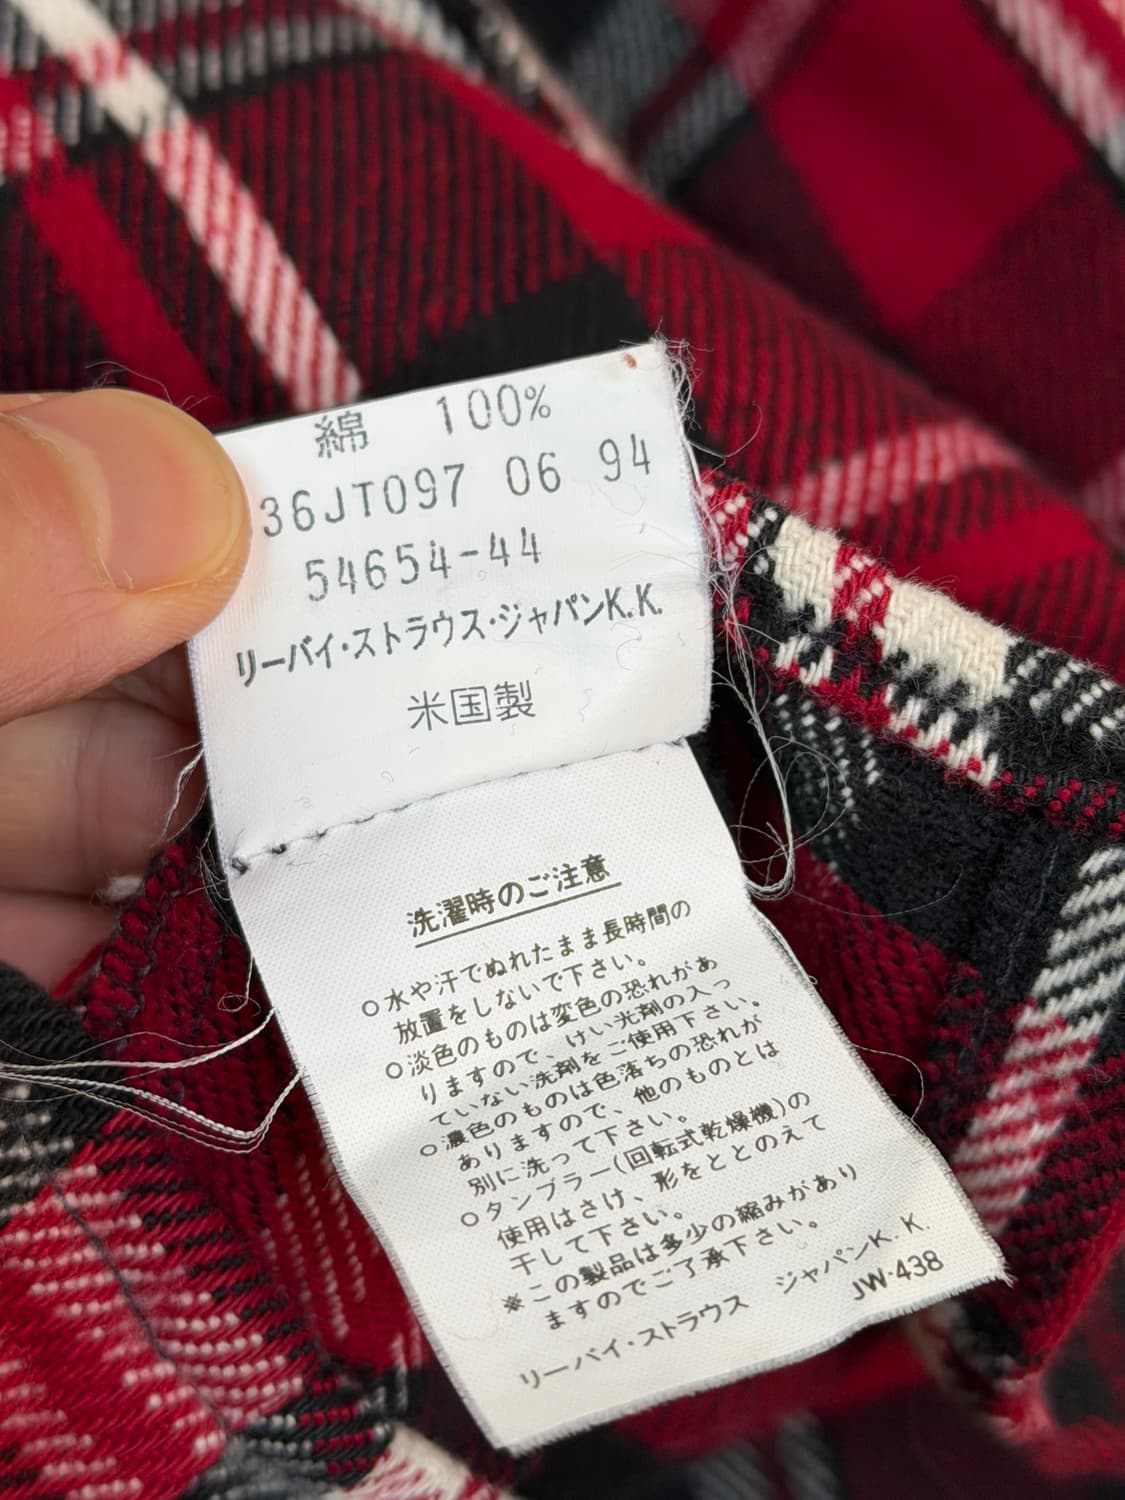 綿 100%
36JT097 06 94
54654-44
リーバイ・ストラウス・ジャパンK.K.
米国製
洗濯時のご注意
○水や汗でぬれたまま長時間の
放置をしないで下さい。
○淡色のものは変色の恐れがあ
りますので、けい光剤の入っ
ていない洗剤をご使用下さい。
○濃色のものは色落ちの恐れが
ありますので、他のものとは
別に洗って下さい。
○タンブラー(回転式乾燥機)の
使用はさけ、形をととのえて
干して下さい。
※この製品は多少の縮みがあり
ますのでご了承下さい。
リーバイ・ストラウス ジャパンK.K.
JW-438